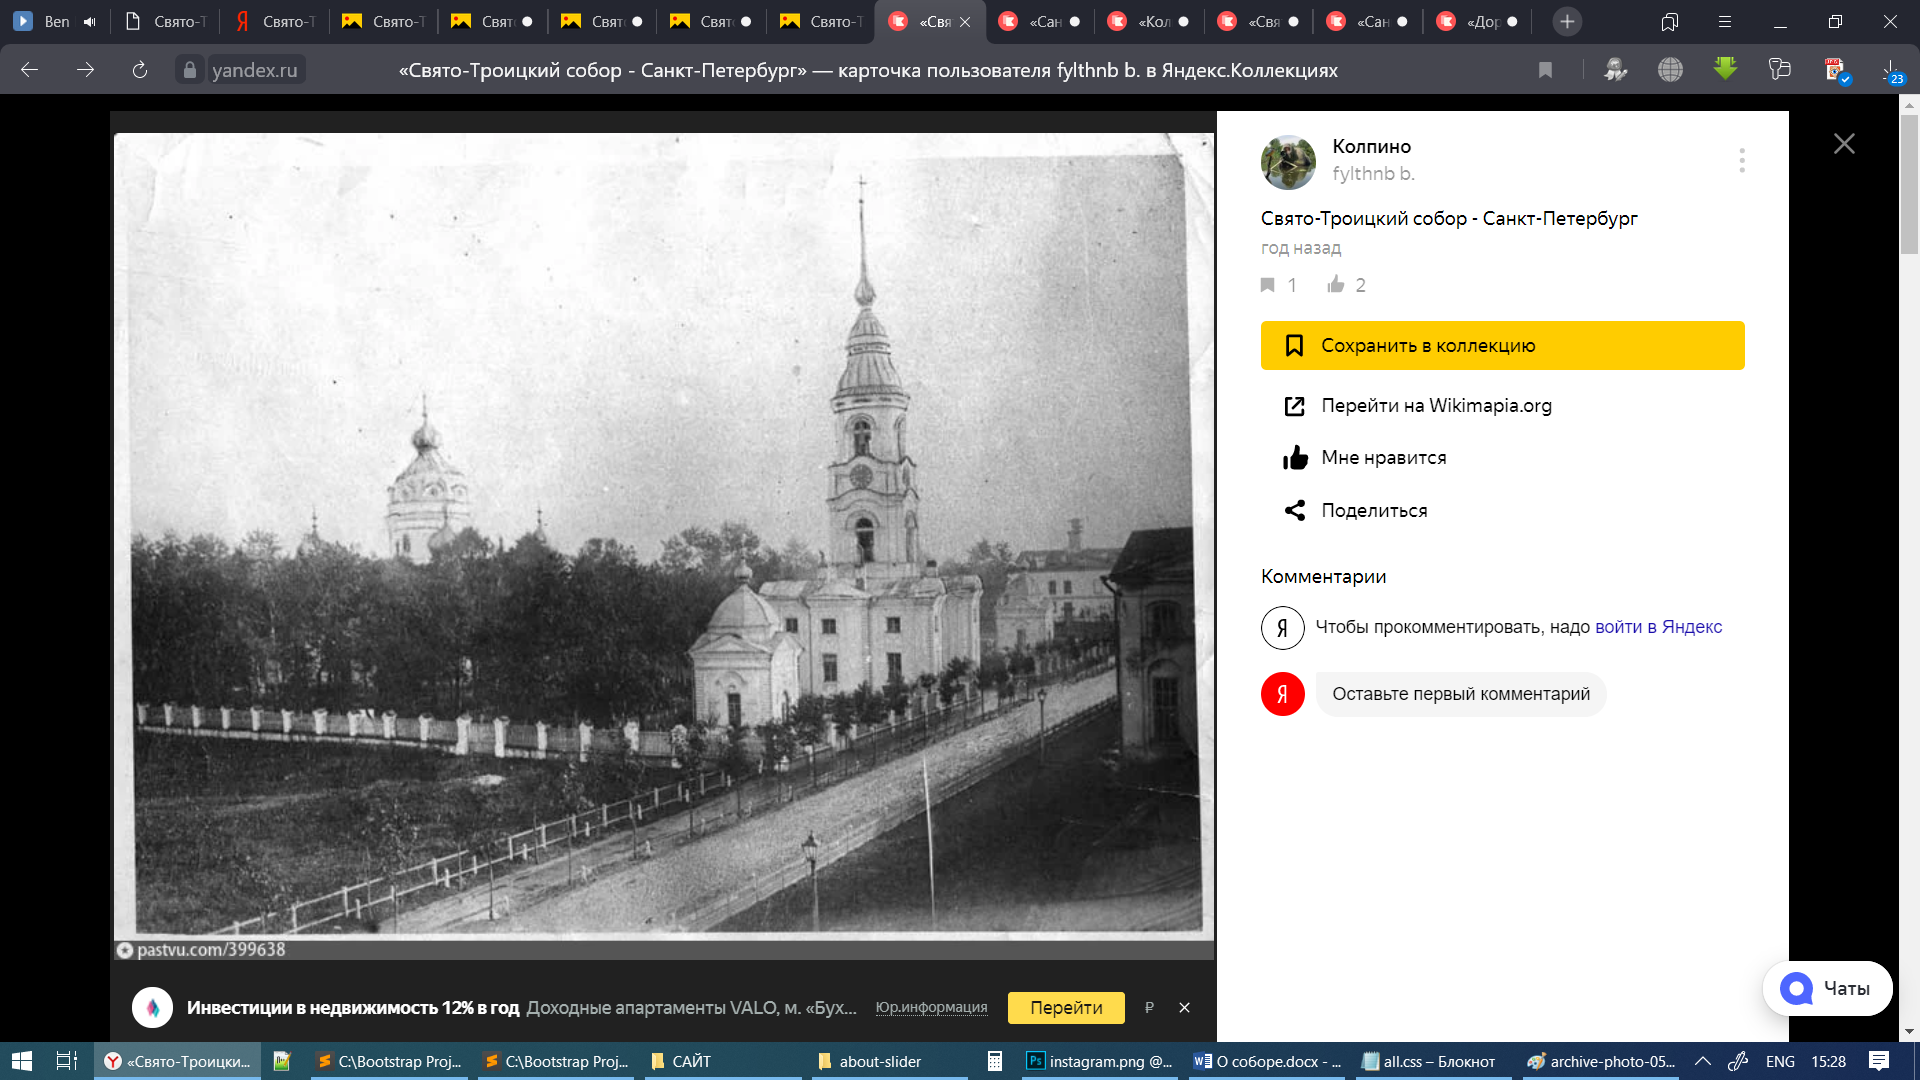 Ben
Свято-Т
Свято-Т
Свято-Т
Свят
Свят
Свят
Свято-Т
«Свят
«Сан
«Кол
«Свя
«Сан
«Дор
yandex.ru
«Свято-Троицкий собор - Санкт-Петербург» — карточка пользователя fylthnb b. в Яндекс.Коллекциях
23
Колпино
fylthnb b.
Свято-Троицкий собор - Санкт-Петербург
год назад
1 2
Сохранить в коллекцию
Перейти на Wikimapia.org
Мне нравится
Поделиться
Комментарии
Я Чтобы прокомментировать, надо войти в Яндекс
Я Оставьте первый комментарий
pastvu.com/399638
Инвестиции в недвижимость 12% в год Доходные апартаменты VALO, м. «Бух... Юр.информация Перейти ₽
Чаты
«Свято-Троицки...
C:\Bootstrap Proj...
C:\Bootstrap Proj...
САЙТ
about-slider
Ps instagram.png @...
О соборе.docx - ...
all.css – Блокнот
archive-photo-05...
ENG
15:28